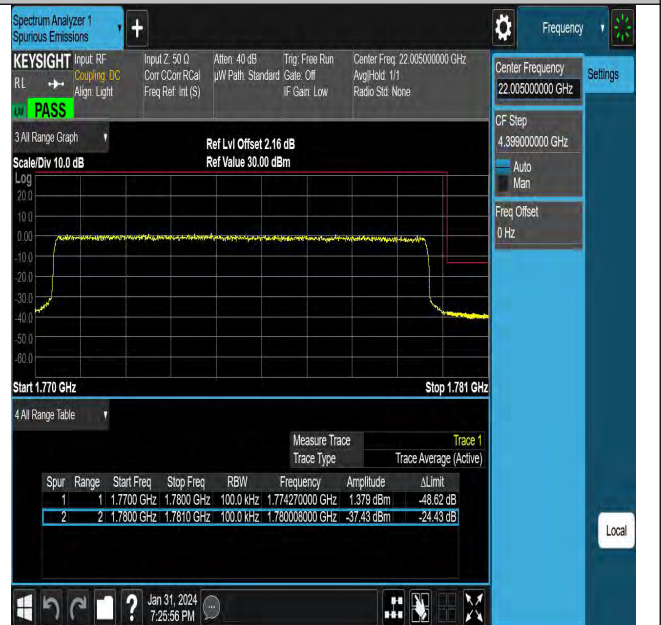 Spectrum Analyzer 1
Spurious Emissions
+
Frequency
KEYSIGHT Input: RF
RL
Coupling: DC
Align: Light
Input Z: 50 Ω
Corr CCorr RCal
Freq Ref: Int (S)
Atten: 40 dB
µW Path: Standard
Trig: Free Run
Gate: Off
IF Gain: Low
Center Freq: 22.005000000 GHz
Avg|Hold: 1/1
Radio Std: None
LM PASS
3 All Range Graph
Scale/Div 10.0 dB
Ref Lvl Offset 2.16 dB
Ref Value 30.00 dBm
Log
20.0
10.0
0.00
-10.0
-20.0
-30.0
-40.0
-50.0
-60.0
Start 1.770 GHz Stop 1.781 GHz
4 All Range Table
Measure Trace Trace 1
Trace Type Trace Average (Active)
Spur Range Start Freq Stop Freq RBW Frequency Amplitude ΔLimit
1 1 1.7700 GHz 1.7800 GHz 100.0 kHz 1.774270000 GHz 1.379 dBm -48.62 dB
2 2 1.7800 GHz 1.7810 GHz 100.0 kHz 1.780008000 GHz -37.43 dBm -24.43 dB
Center Frequency
22.005000000 GHz
Settings
CF Step
4.399000000 GHz
Auto
Man
Freq Offset
0 Hz
Local
?
Jan 31, 2024
7:25:56 PM